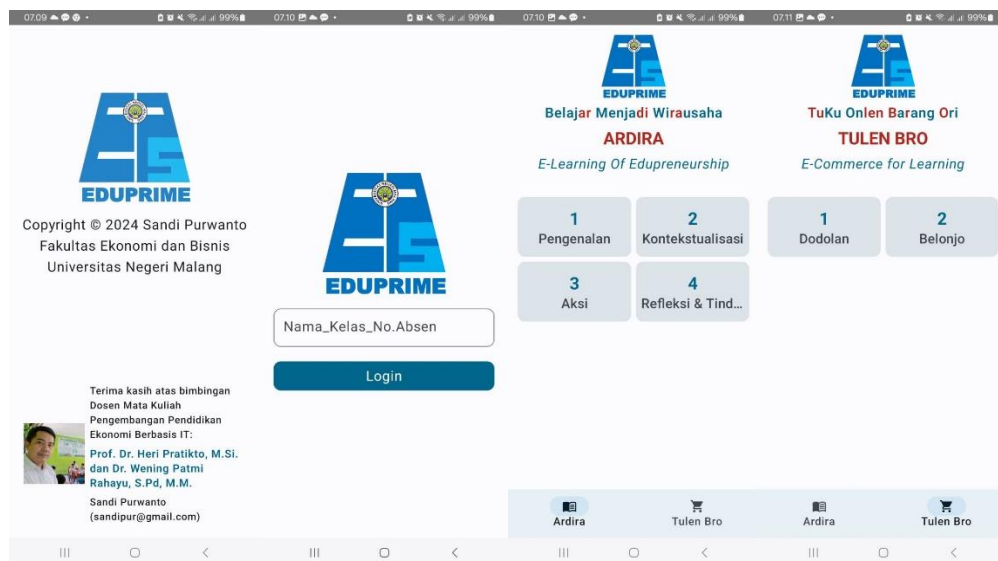 07.09
99%
EDUPRIME
Copyright © 2024 Sandi Purwanto
Fakultas Ekonomi dan Bisnis
Universitas Negeri Malang
Terima kasih atas bimbingan
Dosen Mata Kuliah
Pengembangan Pendidikan
Ekonomi Berbasis IT:
Prof. Dr. Heri Pratikto, M.Si.
dan Dr. Wening Patmi
Rahayu, S.Pd, M.M.
Sandi Purwanto
(sandipur@gmail.com)
07.10
99%
EDUPRIME
Nama_Kelas_No.Absen
Login
07.10
99%
EDUPRIME
Belajar Menjadi Wirausaha
ARDIRA
E-Learning Of Edupreneurship
1
Pengenalan
2
Kontekstualisasi
3
Aksi
4
Refleksi & Tind...
Ardira
Tulen Bro
07.11
99%
EDUPRIME
TuKu Onlen Barang Ori
TULEN BRO
E-Commerce for Learning
1
Dodolan
2
Belonjo
Ardira
Tulen Bro